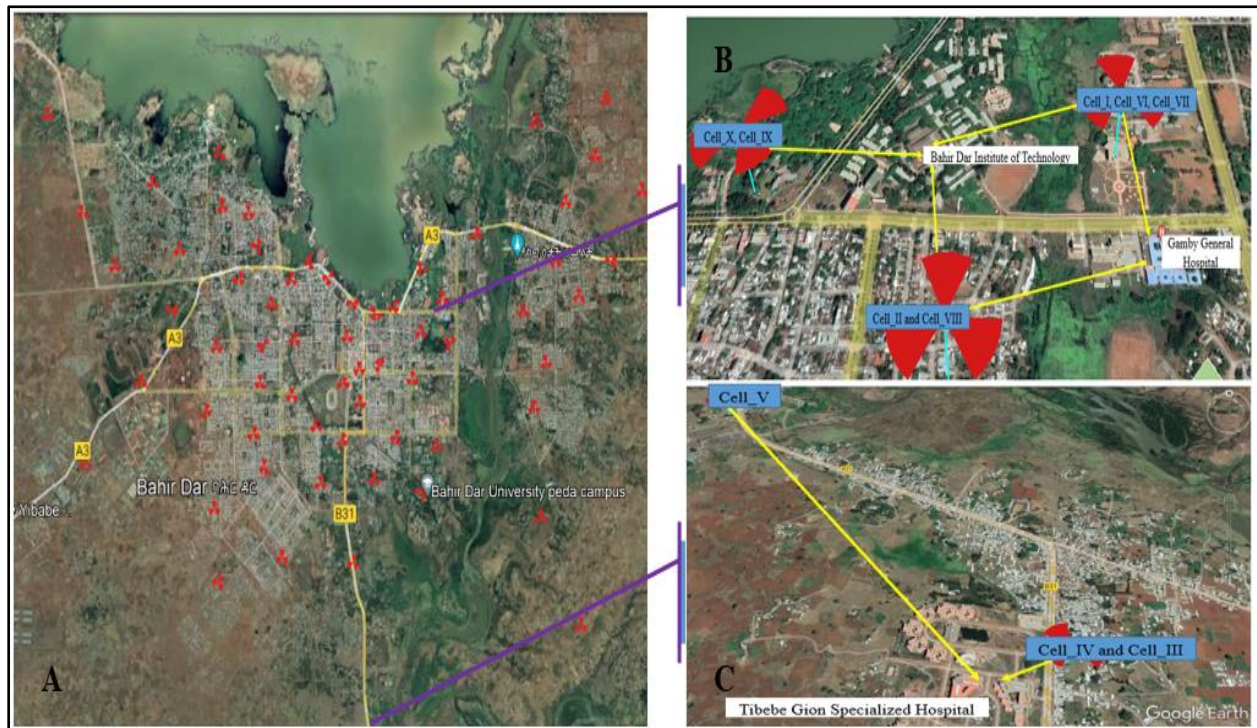 A3
A3
A3
Bahir Dar ባሕር ዳር
Bahir Dar University peda campus
Yibabe...
B31
A
B
Cell_I, Cell_VI, Cell_VII
Cell_X, Cell_IX
Bahir Dar Institute of Technology
Gamby General
Hospital
Cell_II and Cell_VIII
Cell_V
B31
Cell_IV and Cell_III
C
Tibebe Gion Specialized Hospital
Google Earth